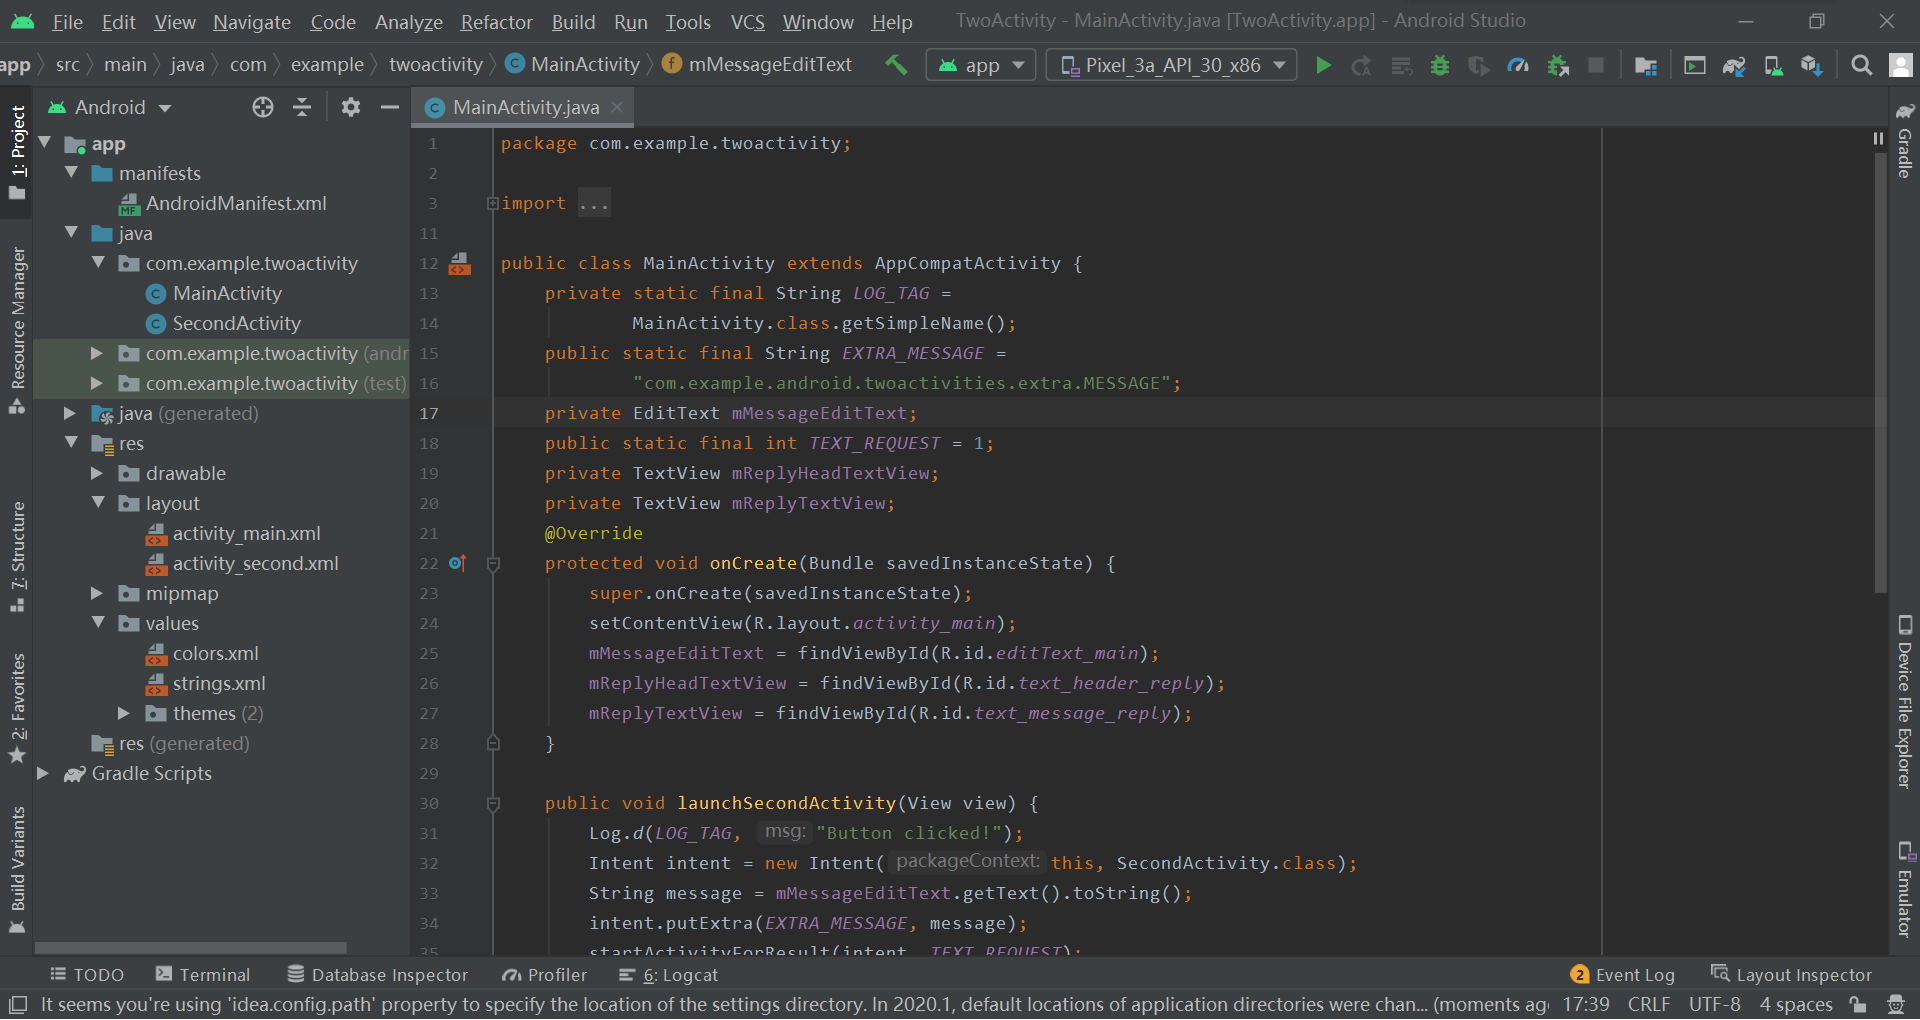 File Edit View Navigate Code Analyze Refactor Build Run Tools VCS Window Help TwoActivity - MainActivity.java [TwoActivity.app] - Android Studio
app src main java com example twoactivity MainActivity mMessageEditText app Pixel_3a_API_30_x86
1: Project
Resource Manager
7: Structure
2: Favorites
Build Variants
Android
app
manifests
AndroidManifest.xml
java
com.example.twoactivity
MainActivity
SecondActivity
com.example.twoactivity (andr
com.example.twoactivity (test)
java (generated)
res
drawable
layout
activity_main.xml
activity_second.xml
mipmap
values
colors.xml
strings.xml
themes (2)
res (generated)
Gradle Scripts
MainActivity.java
1 package com.example.twoactivity;
2
3 import ...
11
12 public class MainActivity extends AppCompatActivity {
13 private static final String LOG_TAG =
14 MainActivity.class.getSimpleName();
15 public static final String EXTRA_MESSAGE =
16 "com.example.android.twoactivities.extra.MESSAGE";
17 private EditText mMessageEditText;
18 public static final int TEXT_REQUEST = 1;
19 private TextView mReplyHeadTextView;
20 private TextView mReplyTextView;
21 @Override
22 protected void onCreate(Bundle savedInstanceState) {
23 super.onCreate(savedInstanceState);
24 setContentView(R.layout.activity_main);
25 mMessageEditText = findViewById(R.id.editText_main);
26 mReplyHeadTextView = findViewById(R.id.text_header_reply);
27 mReplyTextView = findViewById(R.id.text_message_reply);
28 }
29
30 public void launchSecondActivity(View view) {
31 Log.d(LOG_TAG, msg: "Button clicked!");
32 Intent intent = new Intent( packageContext: this, SecondActivity.class);
33 String message = mMessageEditText.getText().toString();
34 intent.putExtra(EXTRA_MESSAGE, message);
35 startActivityForResult(intent, TEXT_REQUEST);
Gradle
Device File Explorer
Emulator
TODO Terminal Database Inspector Profiler 6: Logcat 2 Event Log Layout Inspector
It seems you're using 'idea.config.path' property to specify the location of the settings directory. In 2020.1, default locations of application directories were chan... (moments ag 17:39 CRLF UTF-8 4 spaces